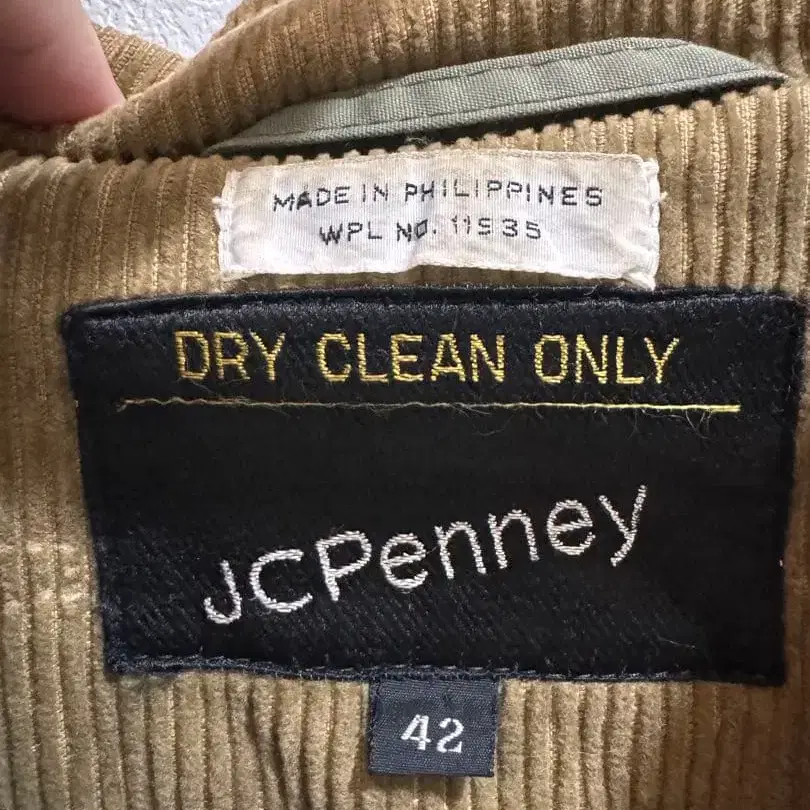 MADE IN PHILIPPINES
WPL NO. 11535
DRY CLEAN ONLY
JCPenney
42